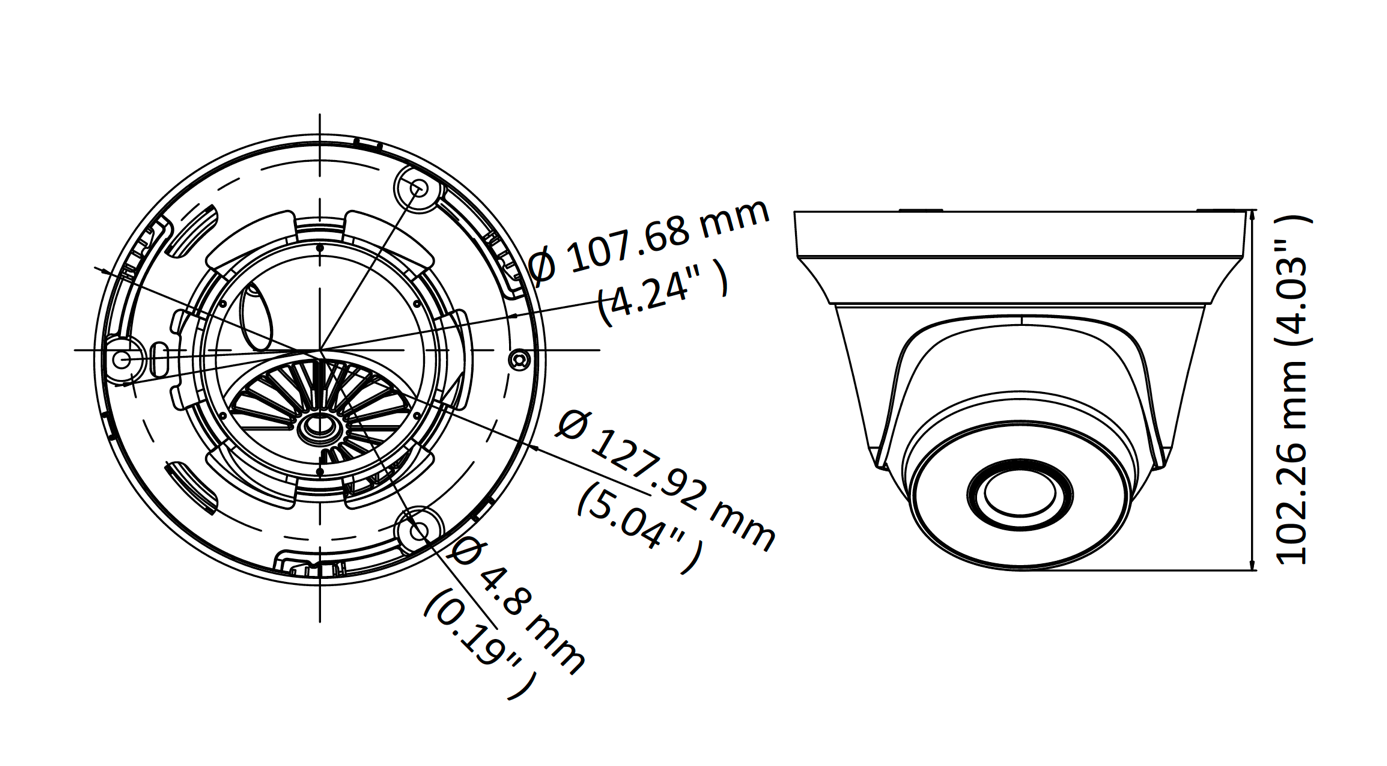 Ø 107.68 mm
(4.24" )
Ø 127.92 mm
(5.04" )
Ø 4.8 mm
(0.19" )
102.26 mm (4.03" )